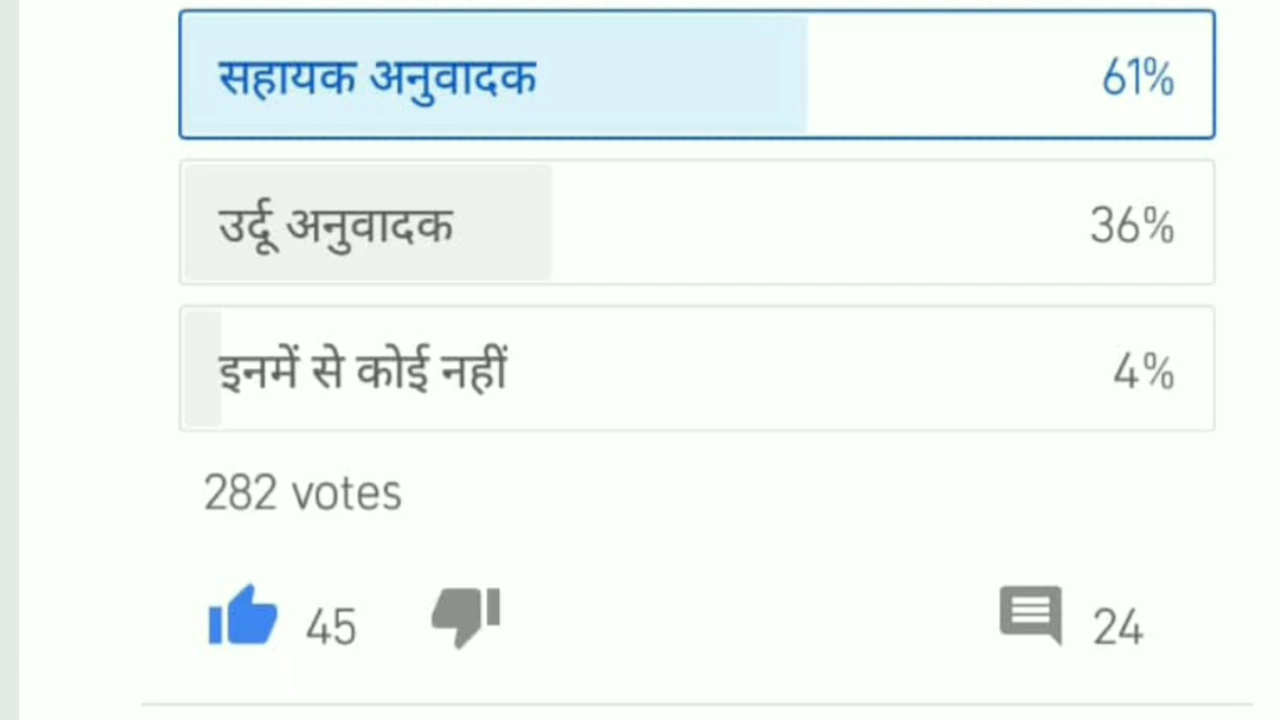 सहायक अनुवादक 61%
उर्दू अनुवादक 36%
इनमें से कोई नहीं 4%
282 votes
45 24